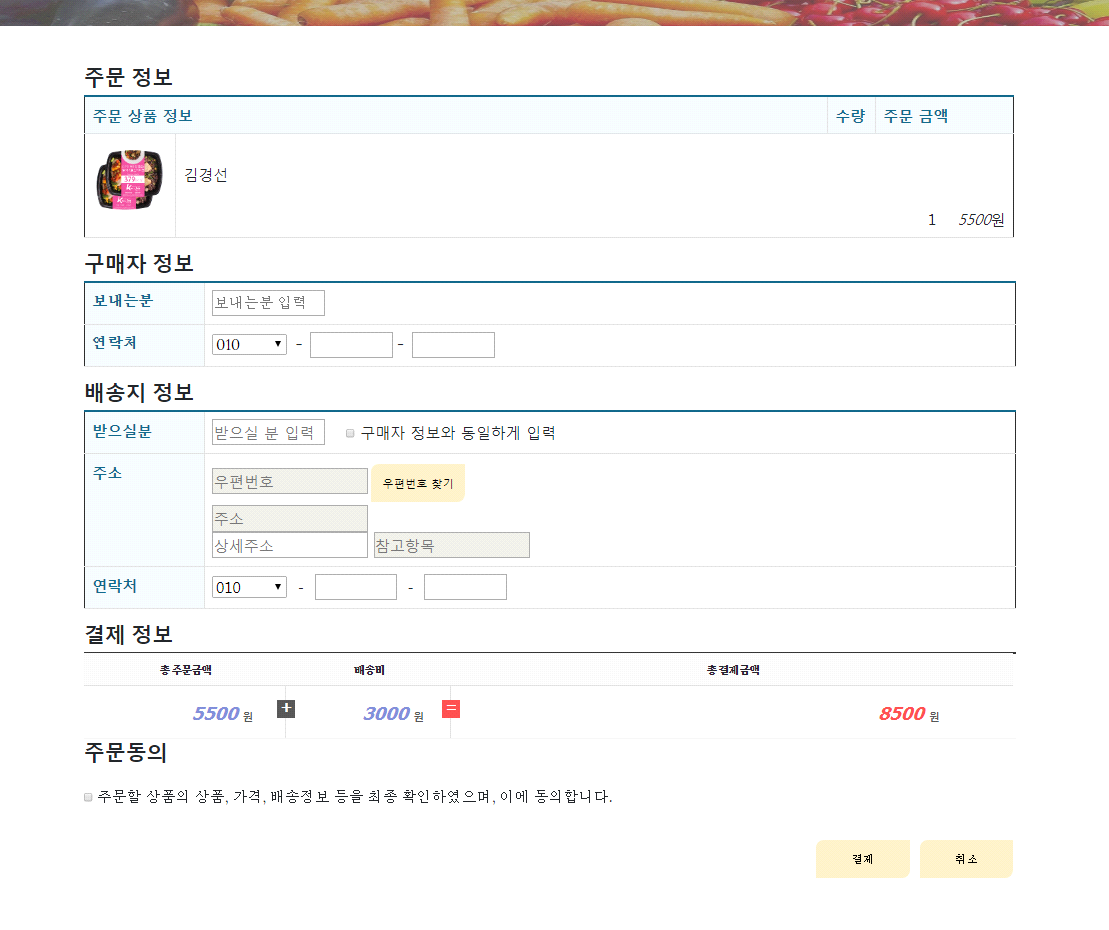 주문 정보
주문 상품 정보 수량 주문 금액
김경선
1 5500원
구매자 정보
보내는분 보내는분 입력
연락처 010 - -
배송지 정보
받으실분 받으실 분 입력 구매자 정보와 동일하게 입력
주소 우편번호 우편번호 찾기
주소
상세주소 참고항목
연락처 010 - -
결제 정보
총 주문금액 배송비 총 결제금액
5500 원 + 3000 원 = 8500 원
주문동의
주문할 상품의 상품, 가격, 배송정보 등을 최종 확인하였으며, 이에 동의합니다.
결제 취소